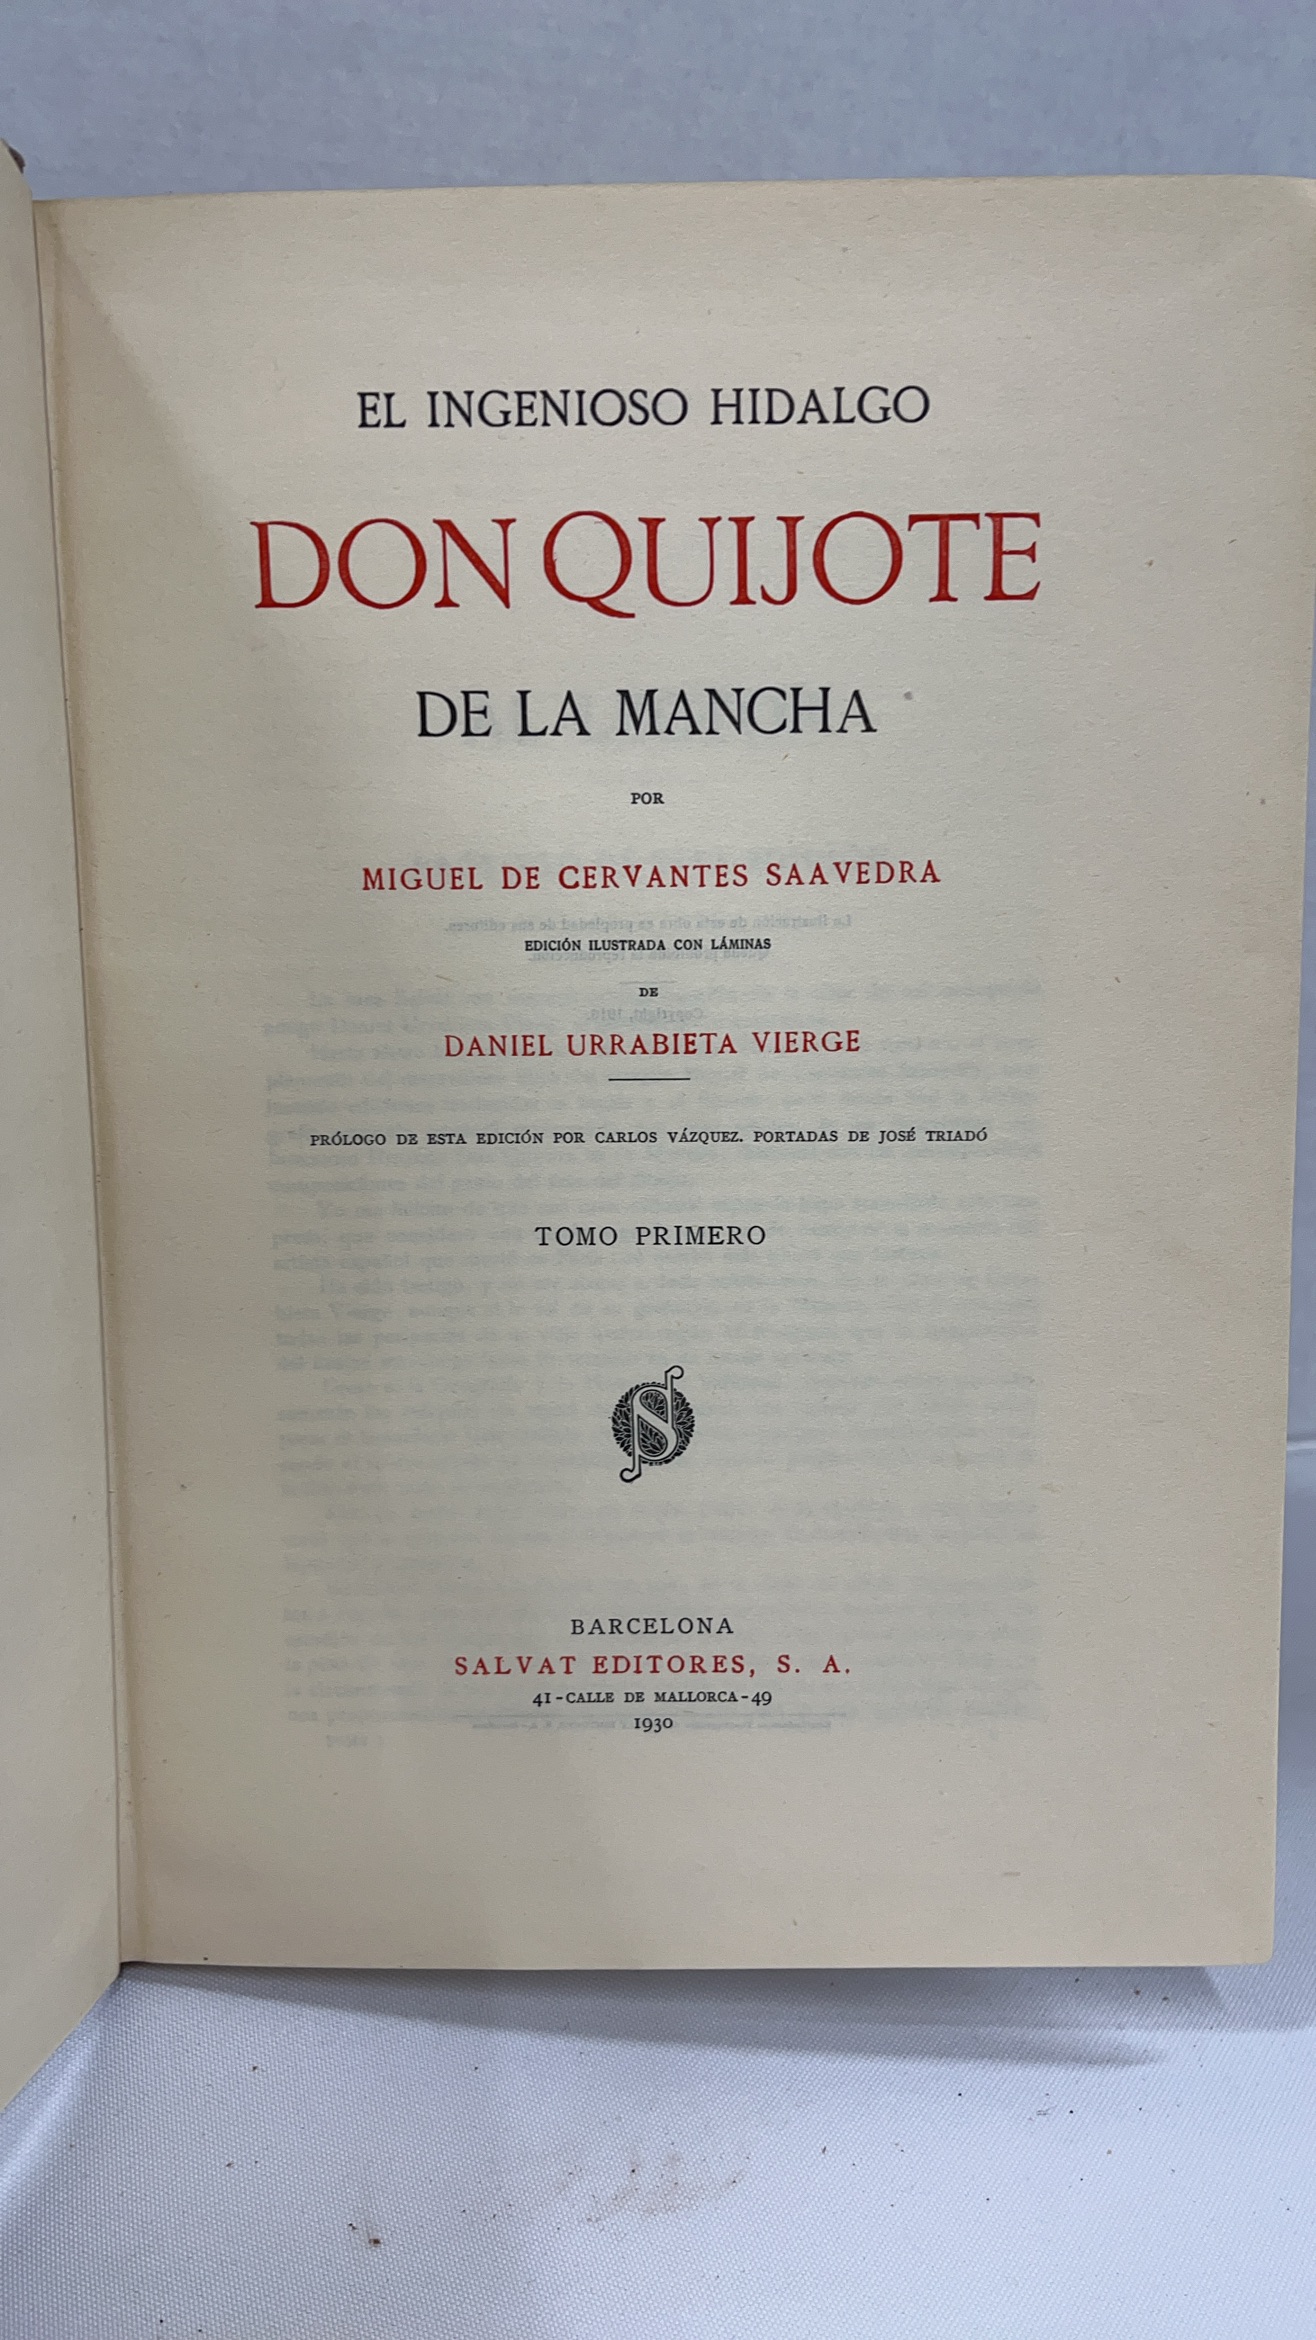 EL INGENIOSO HIDALGO
DON QUIJOTE
DE LA MANCHA
POR
MIGUEL DE CERVANTES SAAVEDRA
EDICIÓN ILUSTRADA CON LÁMINAS
DE
DANIEL URRABIETA VIERGE
PRÓLOGO DE ESTA EDICIÓN POR CARLOS VÁZQUEZ. PORTADAS DE JOSÉ TRIADÓ
TOMO PRIMERO
S
BARCELONA
SALVAT EDITORES, S. A.
41-CALLE DE MALLORCA-49
1930